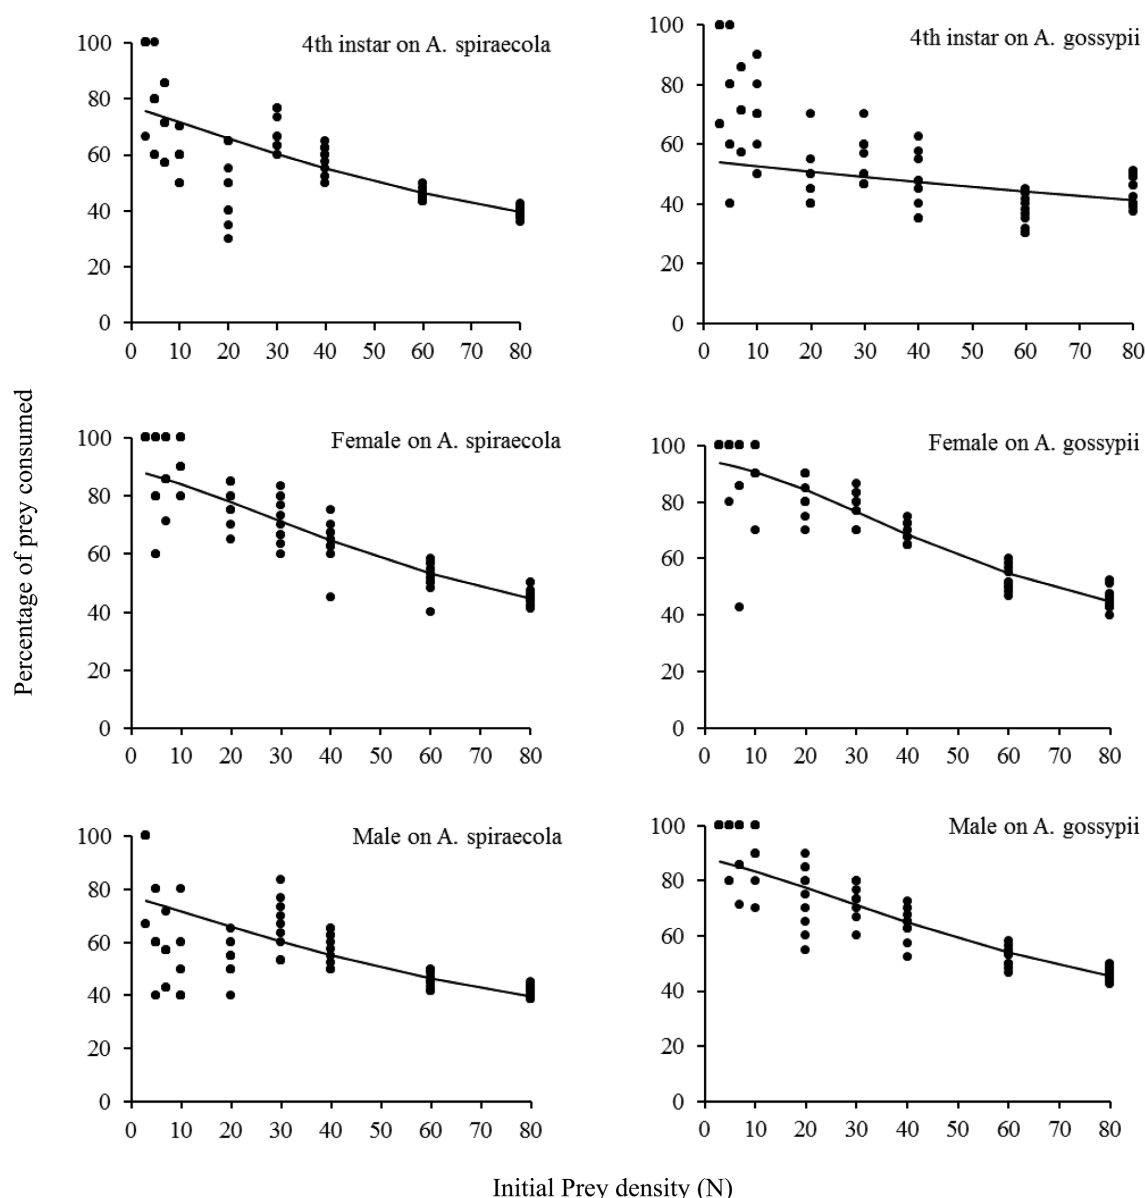 4th instar on A. spiraecola
100
80
60
40
20
0
0 10 20 30 40 50 60 70 80
4th instar on A. gossypii
100
80
60
40
20
0
0 10 20 30 40 50 60 70 80
Percentage of prey consumed
Female on A. spiraecola
100
80
60
40
20
0
0 10 20 30 40 50 60 70 80
Female on A. gossypii
100
80
60
40
20
0
0 10 20 30 40 50 60 70 80
Male on A. spiraecola
100
80
60
40
20
0
0 10 20 30 40 50 60 70 80
Male on A. gossypii
100
80
60
40
20
0
0 10 20 30 40 50 60 70 80
Initial Prey density (N)